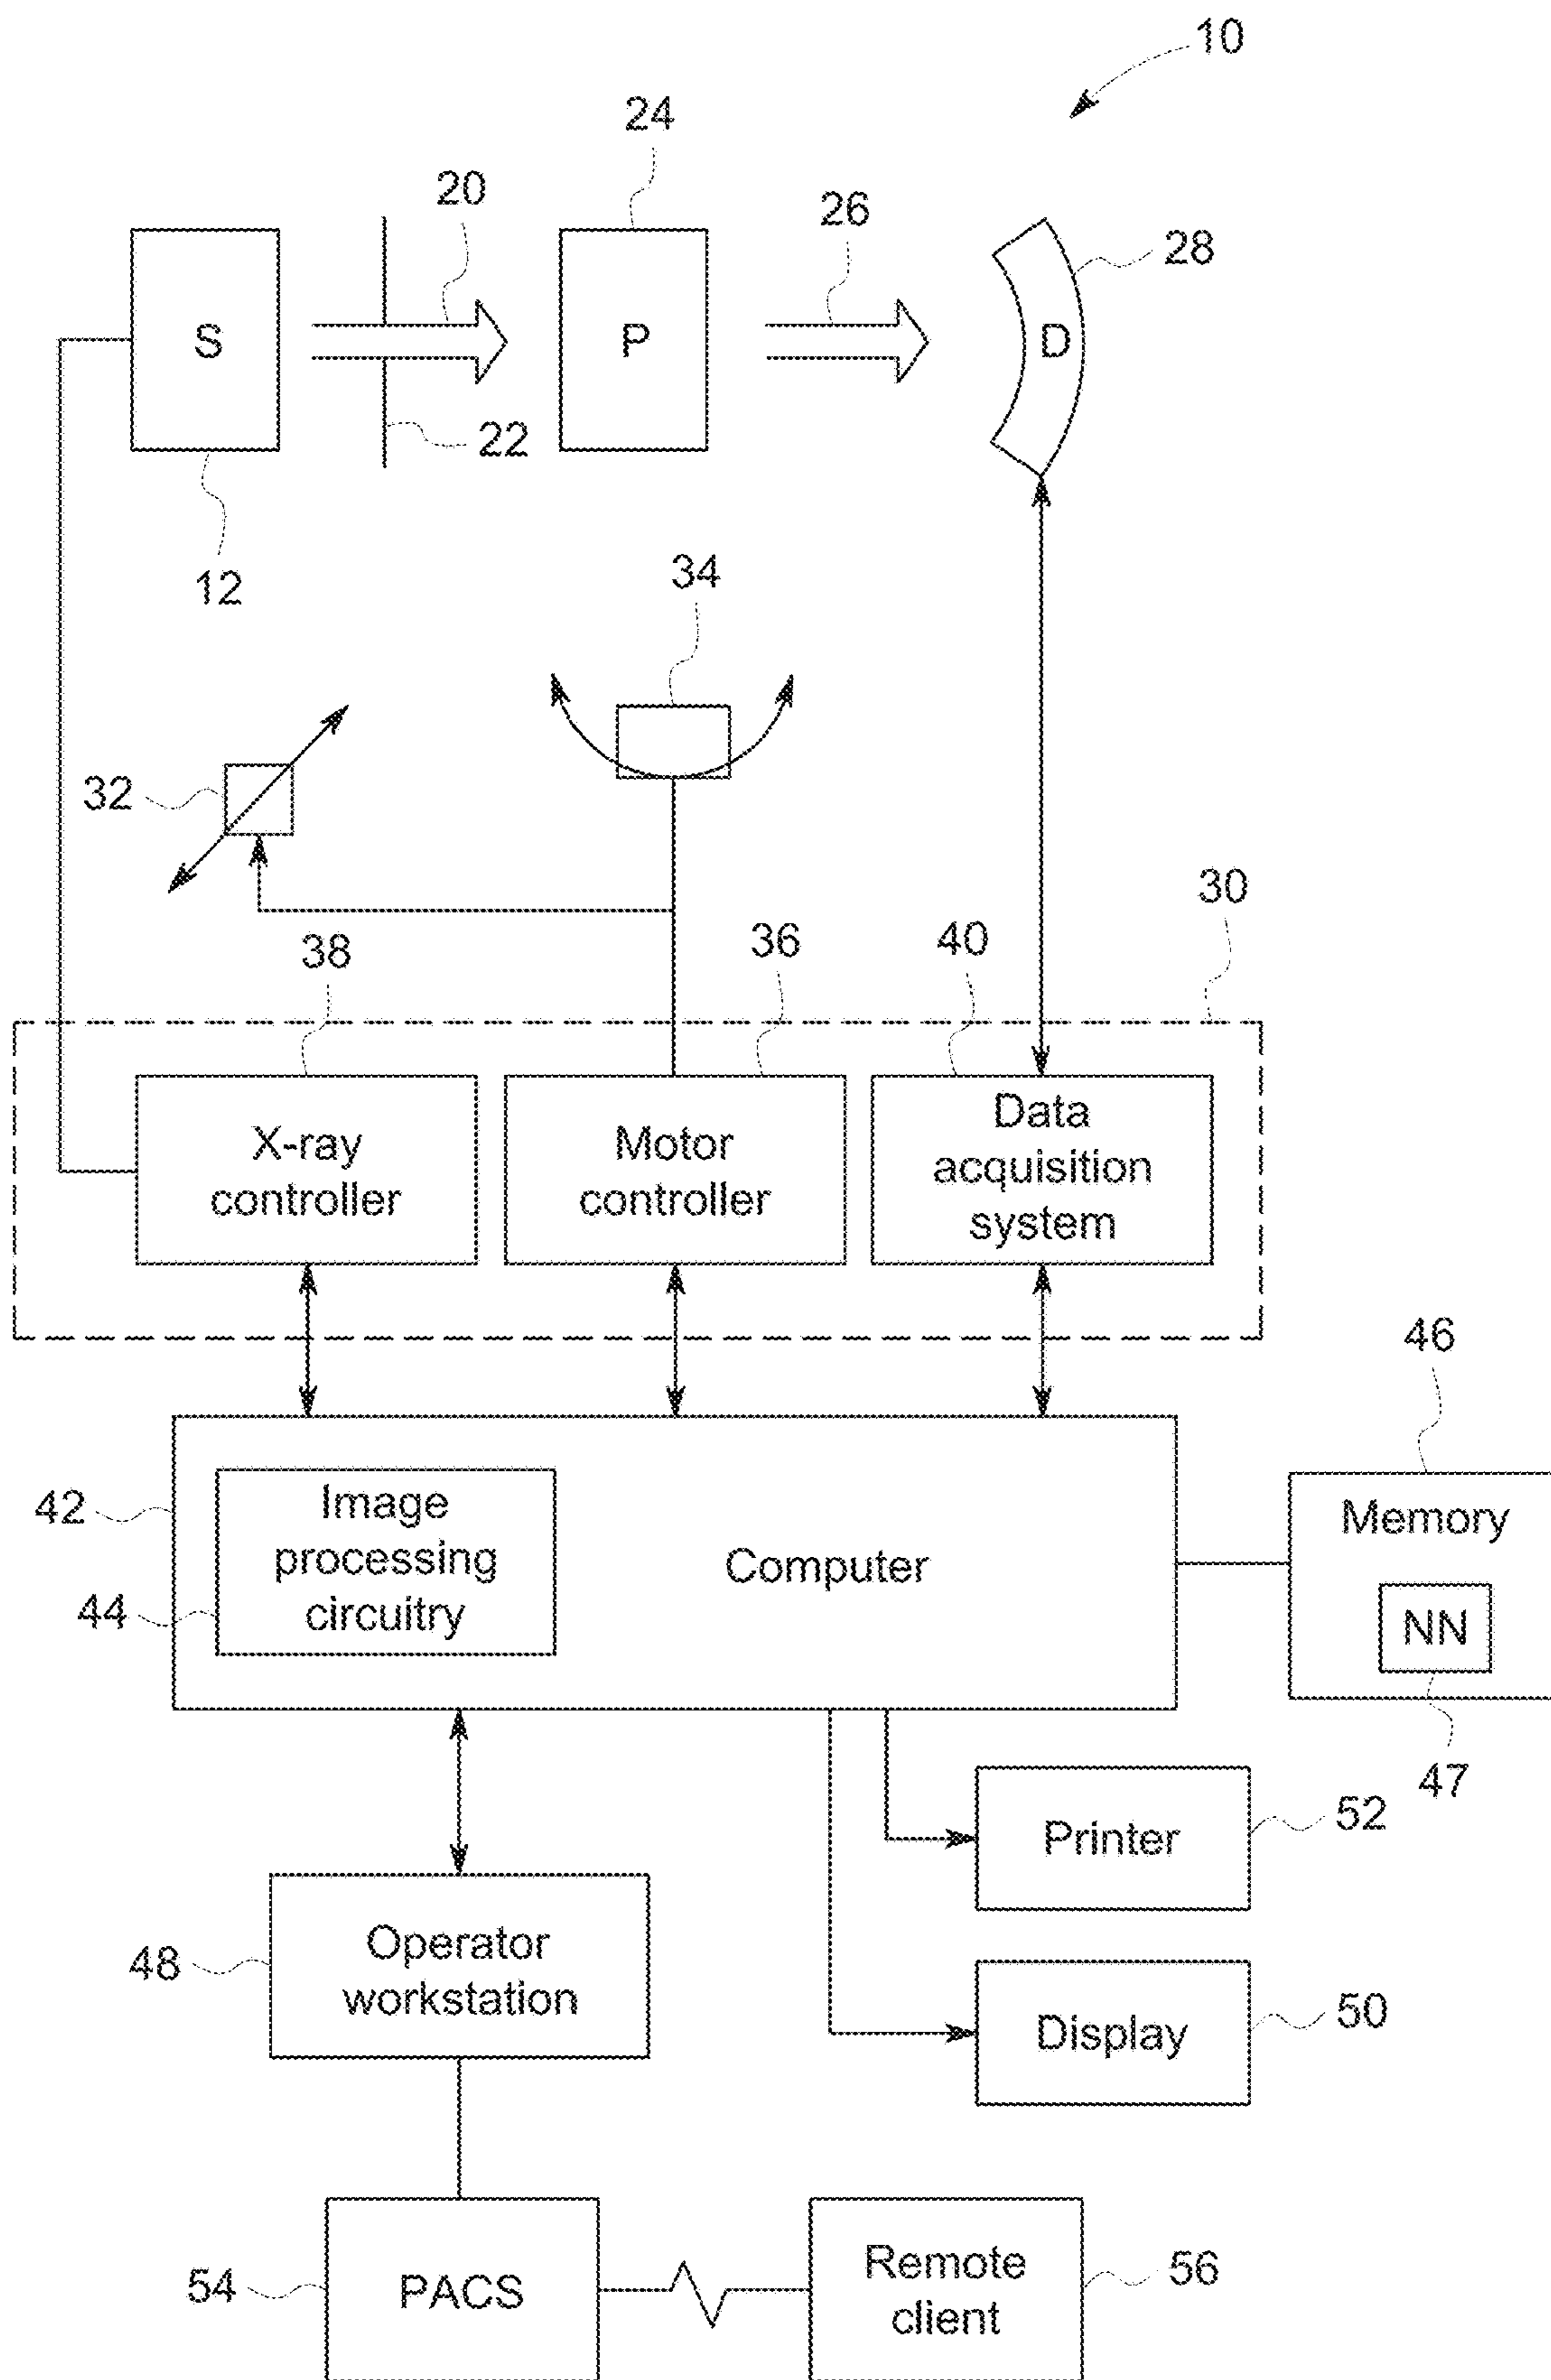 10
24
20
26
28
S
P
D
22
12
34
32
30
38
36
40
X-ray
controller
Motor
controller
Data
acquisition
system
46
42
Image
processing
circuitry
44
Computer
Memory
NN
47
Printer
52
Operator
workstation
48
Display
50
54
PACS
Remote
client
56